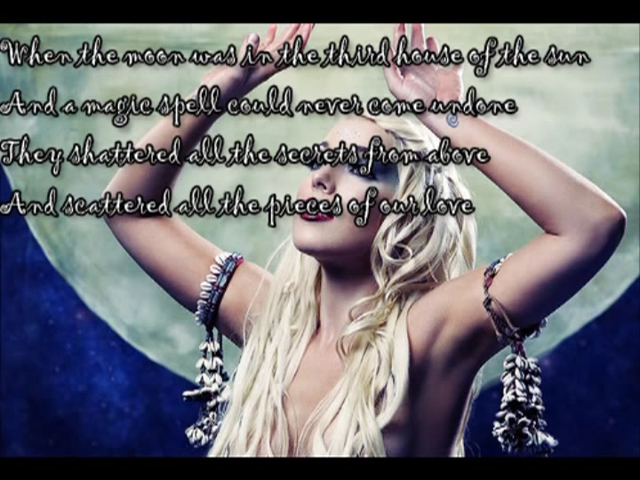 When the moon was in the third house of the sun
And a magic spell could never come undone
They shattered all the secrets from above
And scattered all the pieces of our love